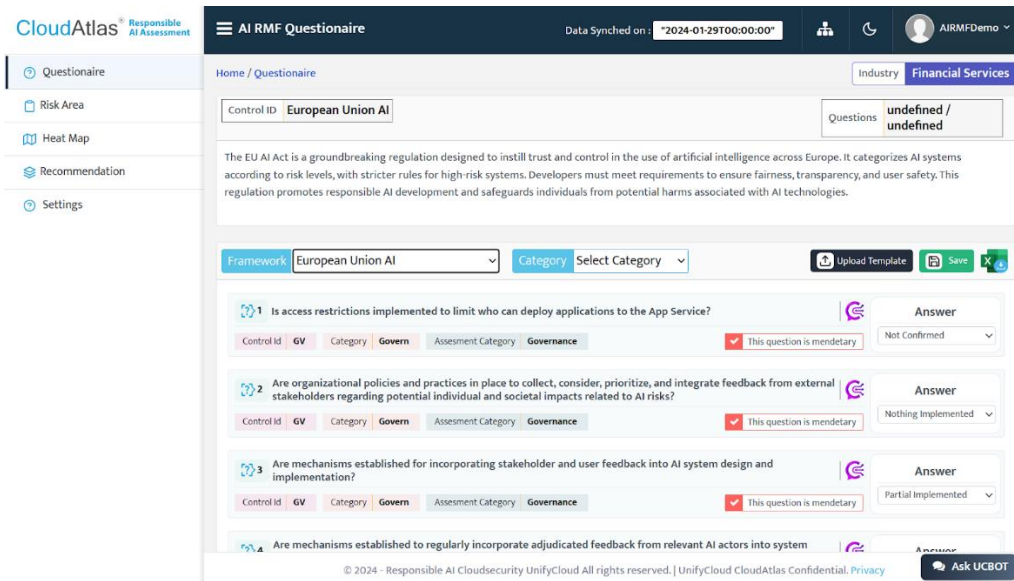 CloudAtlas® Responsible AI Assessment
AI RMF Questionaire
Data Synched on : "2024-01-29T00:00:00"
AIRMFDemo
Questionaire
Risk Area
Heat Map
Recommendation
Settings
Home / Questionaire
Industry Financial Services
Control ID European Union AI
Questions undefined / undefined
The EU AI Act is a groundbreaking regulation designed to instill trust and control in the use of artificial intelligence across Europe. It categorizes AI systems
according to risk levels, with stricter rules for high-risk systems. Developers must meet requirements to ensure fairness, transparency, and user safety. This
regulation promotes responsible AI development and safeguards individuals from potential harms associated with AI technologies.
Framework European Union AI
Category Select Category
Upload Template
Save
1 Is access restrictions implemented to limit who can deploy applications to the App Service?
Control Id GV Category Govern Assesment Category Governance
This question is mendetary
Answer
Not Confirmed
2 Are organizational policies and practices in place to collect, consider, prioritize, and integrate feedback from external
stakeholders regarding potential individual and societal impacts related to AI risks?
Control Id GV Category Govern Assesment Category Governance
This question is mendetary
Answer
Nothing Implemented
3 Are mechanisms established for incorporating stakeholder and user feedback into AI system design and
implementation?
Control Id GV Category Govern Assesment Category Governance
This question is mendetary
Answer
Partial Implemented
4 Are mechanisms established to regularly incorporate adjudicated feedback from relevant AI actors into system
Answer
© 2024 - Responsible AI Cloudsecurity UnifyCloud All rights reserved. | UnifyCloud CloudAtlas Confidential. Privacy
Ask UCBOT